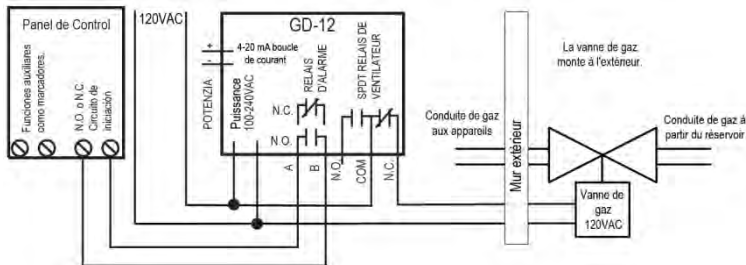 Panel de Control
Funciones auxiliares
como marcadores.
N.O. o N.C.
Circuito de
iniciación
120VAC
GD-12
+
-
4-20 mA boucle
de courant
POTENZIA
Puissance
100-240VAC
RELAIS
D'ALARME
N.C.
N.O.
SPDT RELAIS DE
VENTILATEUR
A
B
N.O.
COM
N.C.
Conduite de gaz
aux appareils
Mur extérieur
La vanne de gaz
monte à l'extérieur.
Conduite de gaz à
partir du réservoir
Vanne de
gaz
120VAC